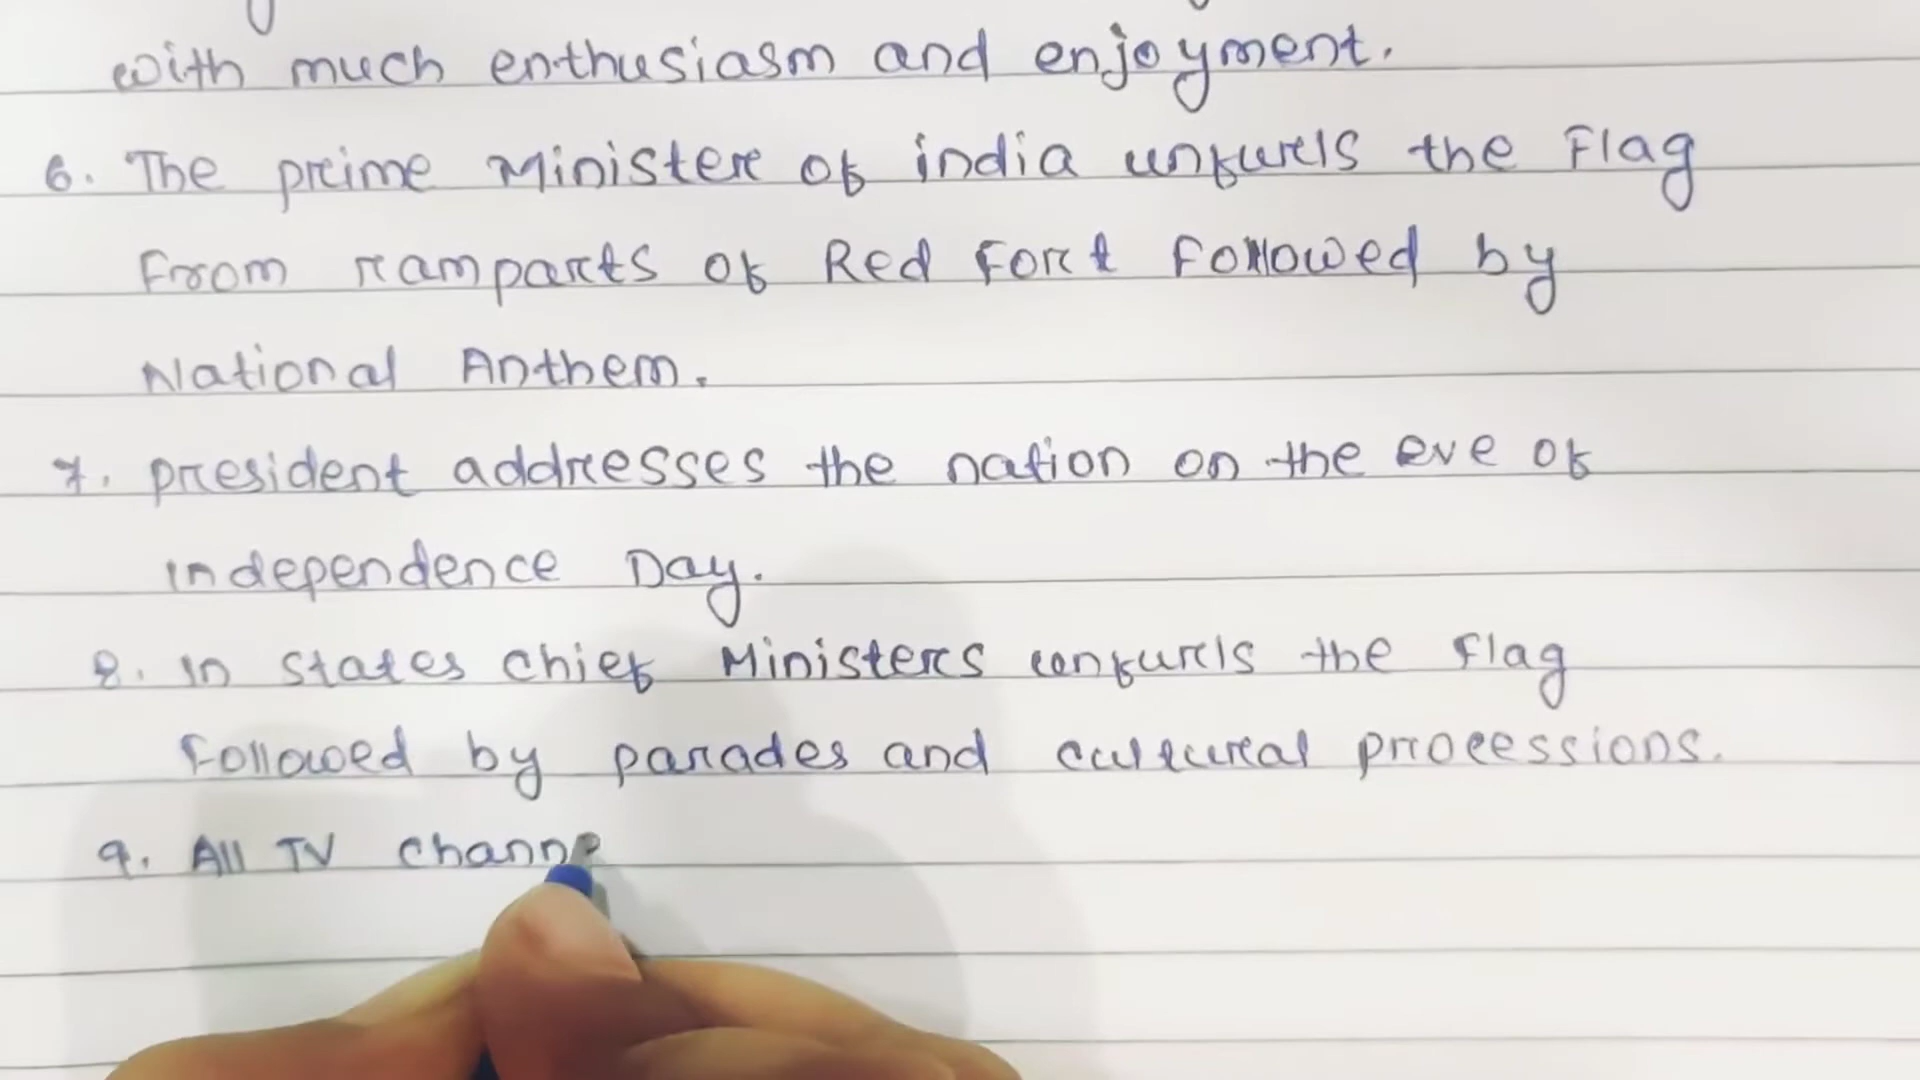 with much enthusiasm and enjoyment.
6. The prime Minister of india unfurls the Flag
From ramparts of Red Fort Followed by
National Anthem.
7. president addresses the nation on the eve of
independence Day.
8. in states chief Ministers unfurls the Flag
Followed by parades and cultural processions.
9. All TV channe